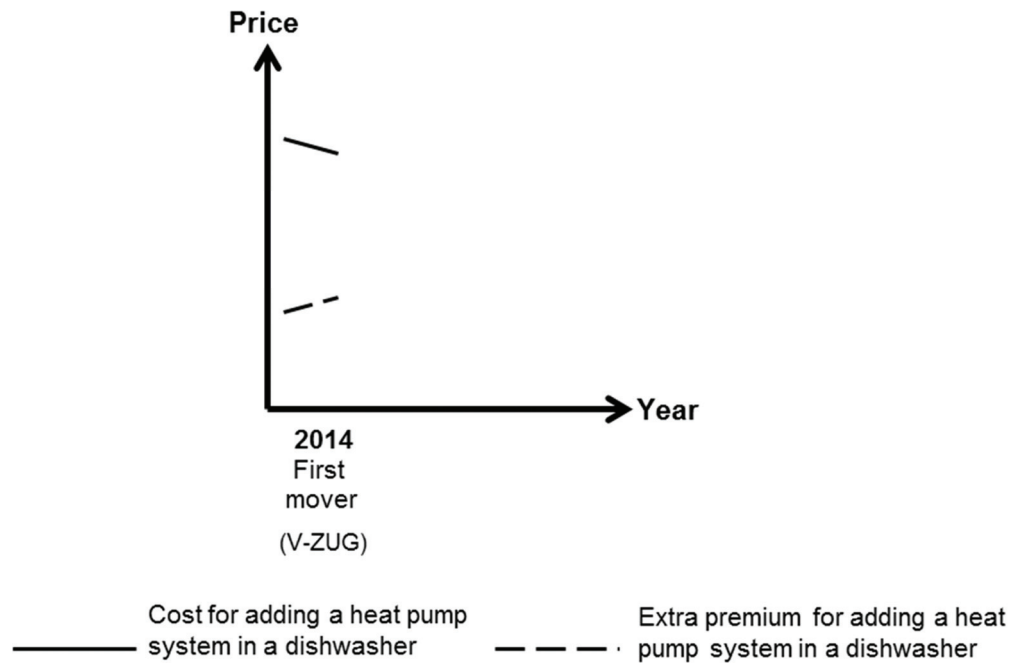 Price
Year
2014
First
mover
(V-ZUG)
Cost for adding a heat pump
system in a dishwasher
Extra premium for adding a heat
pump system in a dishwasher